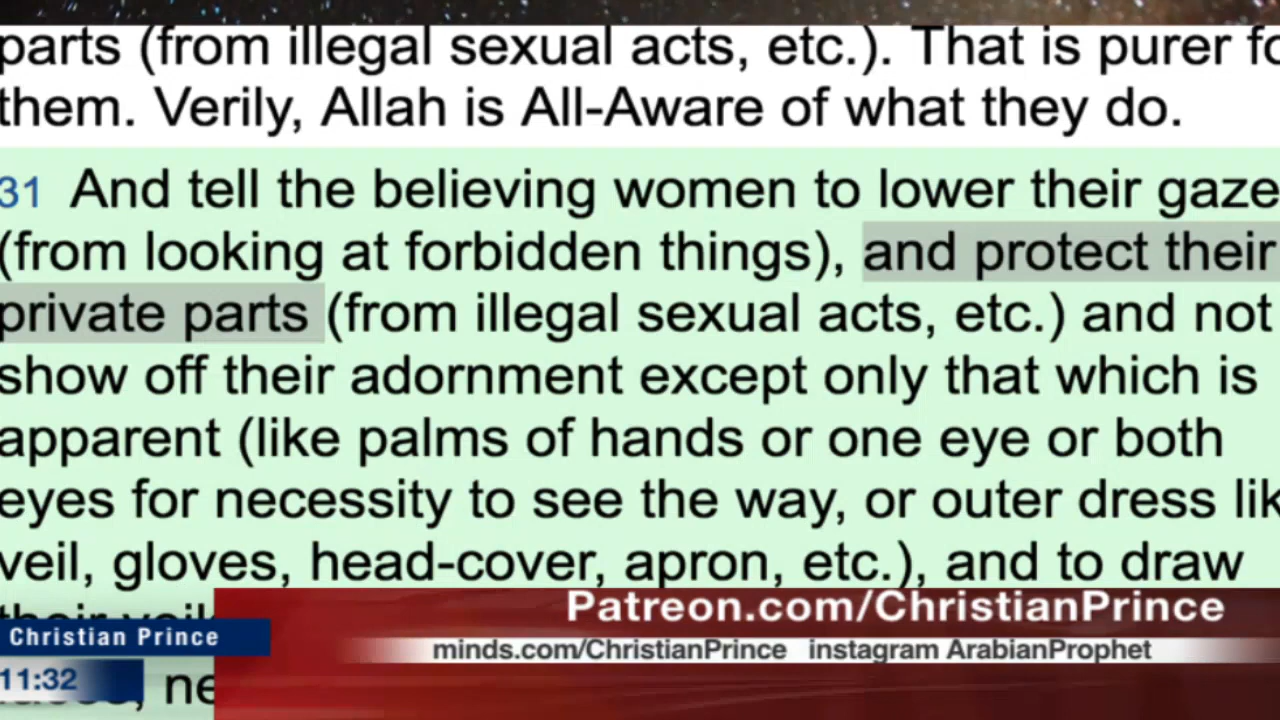 parts (from illegal sexual acts, etc.). That is purer fo
them. Verily, Allah is All-Aware of what they do.
31 And tell the believing women to lower their gaze
(from looking at forbidden things), and protect their
private parts (from illegal sexual acts, etc.) and not
show off their adornment except only that which is
apparent (like palms of hands or one eye or both
eyes for necessity to see the way, or outer dress lik
veil, gloves, head-cover, apron, etc.), and to draw
their veil
Patreon.com/ChristianPrince
Christian Prince
minds.com/ChristianPrince instagram ArabianProphet
11:32
ne